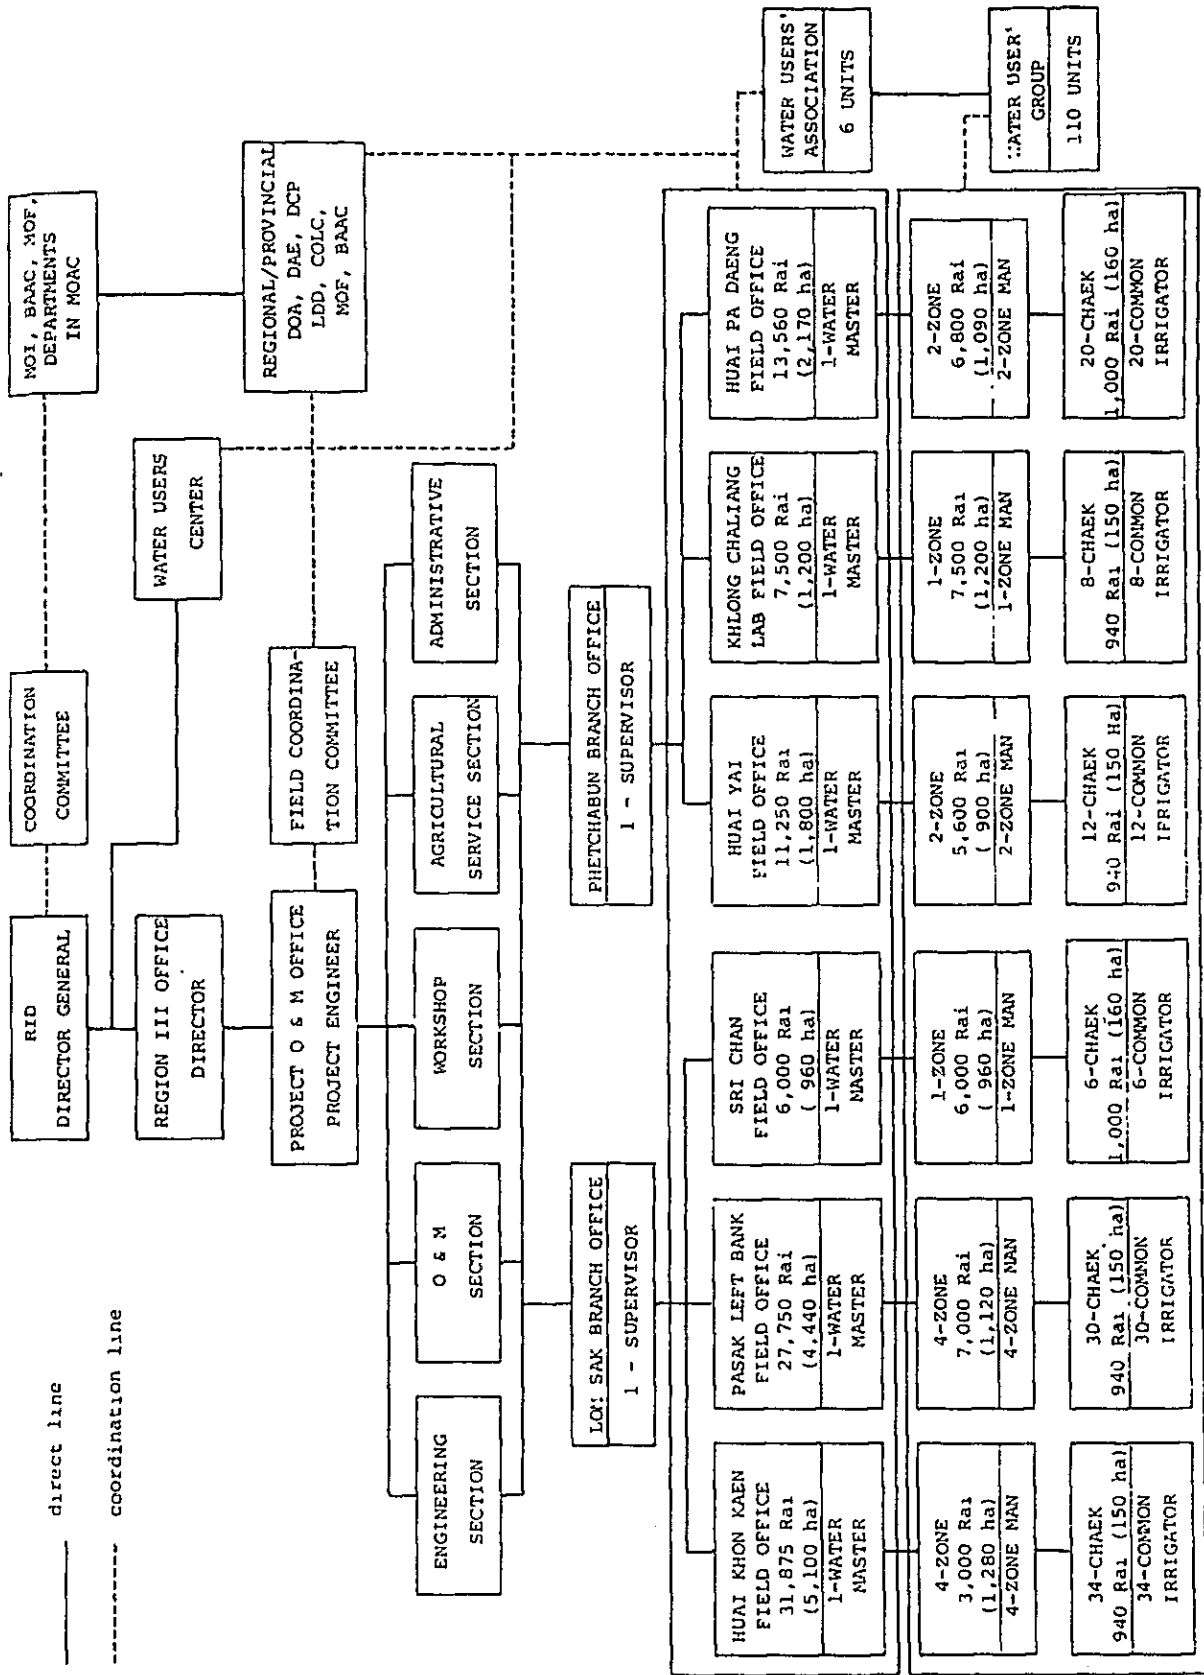 direct line
coordination line
RID
DIRECTOR GENERAL
COORDINATION
COMMITTEE
MOI, BAAC, MOF,
DEPARTMENTS
IN MOAC
REGION III OFFICE
DIRECTOR
WATER USERS
CENTER
PROJECT O & M OFFICE
PROJECT ENGINEER
FIELD COORDINA-
TION COMMITTEE
REGIONAL/PROVINCIAL
DOA, DAE, DCP
LDD, COLC,
MOF, BAAC
ENGINEERING
SECTION
O & M
SECTION
WORKSHOP
SECTION
AGRICULTURAL
SERVICE SECTION
ADMINISTRATIVE
SECTION
LOM SAK BRANCH OFFICE
1 - SUPERVISOR
PHETCHABUN BRANCH OFFICE
1 - SUPERVISOR
HUAI KHON KAEN
FIELD OFFICE
31,875 Rai
(5,100 ha)
1-WATER
MASTER
PASAK LEFT BANK
FIELD OFFICE
27,750 Rai
(4,440 ha)
1-WATER
MASTER
SRI CHAN
FIELD OFFICE
6,000 Rai
( 960 ha)
1-WATER
MASTER
HUAI YAI
FIELD OFFICE
11,250 Rai
(1,800 ha)
1-WATER
MASTER
KHLONG CHALIANG
LAB FIELD OFFICE
7,500 Rai
(1,200 ha)
1-WATER
MASTER
HUAI PA DAENG
FIELD OFFICE
13,560 Rai
(2,170 ha)
1-WATER
MASTER
WATER USERS'
ASSOCIATION
6 UNITS
4-ZONE
3,000 Rai
(1,280 ha)
4-ZONE MAN
4-ZONE
7,000 Rai
(1,120 ha)
4-ZONE MAN
1-ZONE
6,000 Rai
( 960 ha)
1-ZONE MAN
2-ZONE
5,600 Rai
( 900 ha)
2-ZONE MAN
1-ZONE
7,500 Rai
(1,200 ha)
1-ZONE MAN
2-ZONE
6,800 Rai
(1,090 ha)
2-ZONE MAN
WATER USER'
GROUP
110 UNITS
34-CHAEK
940 Rai (150 ha)
34-COMMON
IRRIGATOR
30-CHAEK
940 Rai (150 ha)
30-COMMON
IRRIGATOR
6-CHAEK
1,000 Rai (160 ha)
6-COMMON
IRRIGATOR
12-CHAEK
940 Rai (150 Ha)
12-COMMON
IRRIGATOR
8-CHAEK
940 Rai (150 ha)
8-COMMON
IRRIGATOR
20-CHAEK
1,000 Rai (160 ha)
20-COMMON
IRRIGATOR